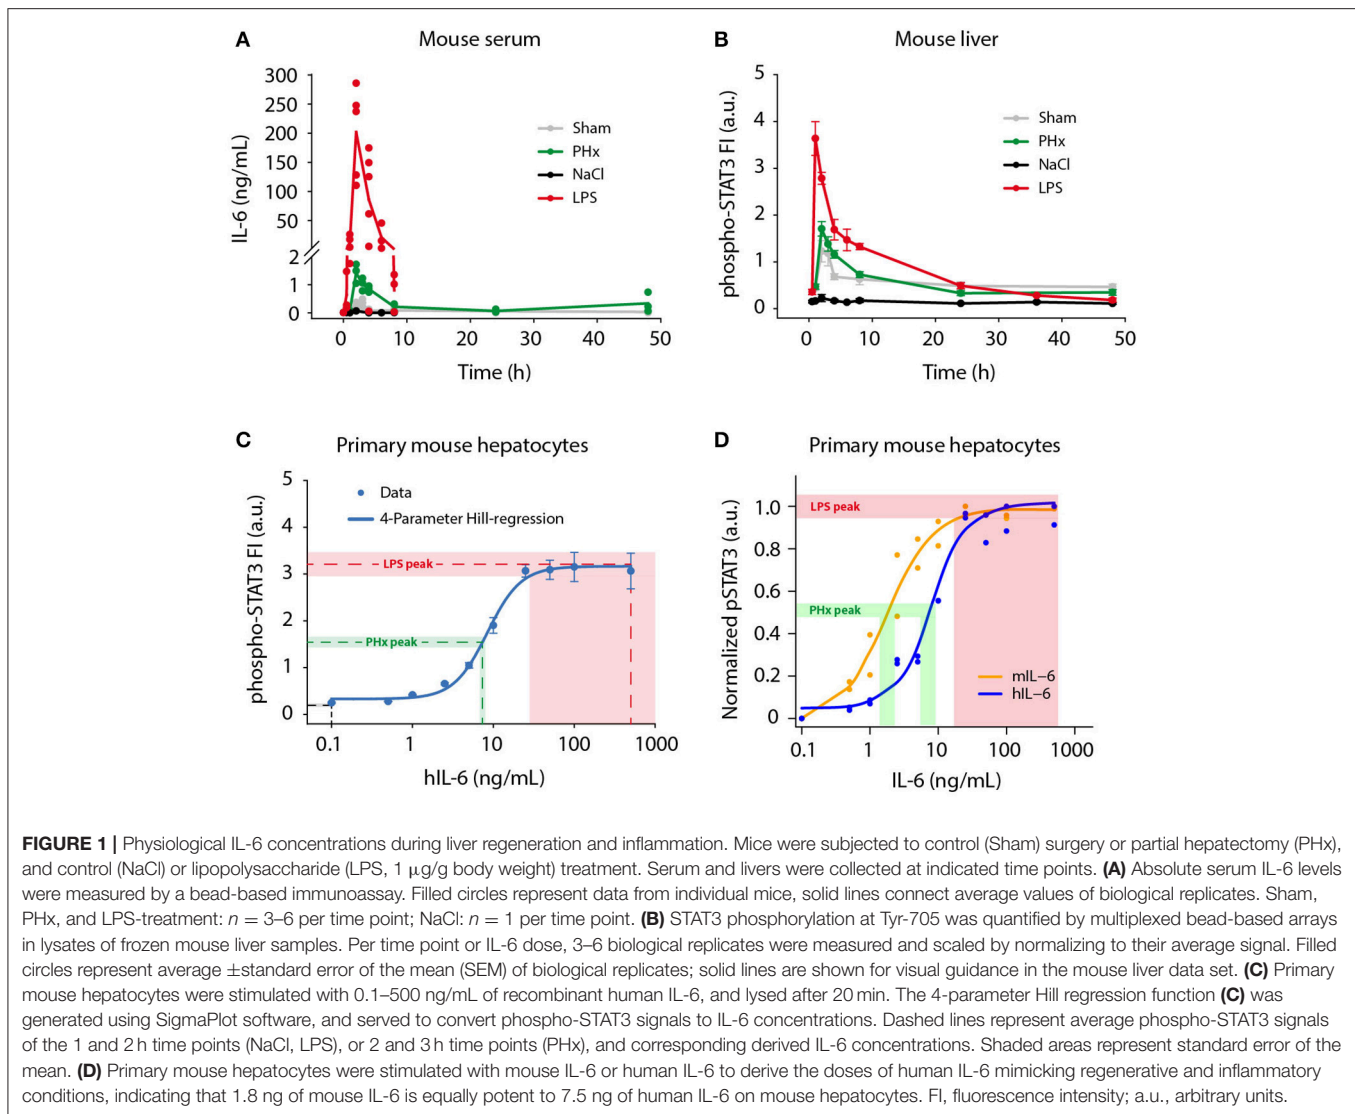 A
Mouse serum
300
250
200
150
100
50
2
2
1
0
IL-6 (ng/mL)
Sham
PHx
NaCl
LPS
0
10
20
30
40
50
Time (h)
B
Mouse liver
5
4
3
2
1
0
phospho-STAT3 FI (a.u.)
Sham
PHx
NaCl
LPS
0
10
20
30
40
50
Time (h)
C
Primary mouse hepatocytes
5
4
3
2
1
0
phospho-STAT3 FI (a.u.)
Data
4-Parameter Hill-regression
LPS peak
PHx peak
0.1
1
10
100
1000
hIL-6 (ng/mL)
D
Primary mouse hepatocytes
1.0
0.8
0.6
0.4
0.2
0
Normalized pSTAT3 (a.u.)
LPS peak
PHx peak
mIL–6
hIL–6
0.1
1
10
100
1000
IL-6 (ng/mL)
FIGURE 1 | Physiological IL-6 concentrations during liver regeneration and inflammation. Mice were subjected to control (Sham) surgery or partial hepatectomy (PHx),
and control (NaCl) or lipopolysaccharide (LPS, 1 μg/g body weight) treatment. Serum and livers were collected at indicated time points. (A) Absolute serum IL-6 levels
were measured by a bead-based immunoassay. Filled circles represent data from individual mice, solid lines connect average values of biological replicates. Sham,
PHx, and LPS-treatment: n = 3–6 per time point; NaCl: n = 1 per time point. (B) STAT3 phosphorylation at Tyr-705 was quantified by multiplexed bead-based arrays
in lysates of frozen mouse liver samples. Per time point or IL-6 dose, 3–6 biological replicates were measured and scaled by normalizing to their average signal. Filled
circles represent average ±standard error of the mean (SEM) of biological replicates; solid lines are shown for visual guidance in the mouse liver data set. (C) Primary
mouse hepatocytes were stimulated with 0.1–500 ng/mL of recombinant human IL-6, and lysed after 20 min. The 4-parameter Hill regression function (C) was
generated using SigmaPlot software, and served to convert phospho-STAT3 signals to IL-6 concentrations. Dashed lines represent average phospho-STAT3 signals
of the 1 and 2 h time points (NaCl, LPS), or 2 and 3 h time points (PHx), and corresponding derived IL-6 concentrations. Shaded areas represent standard error of the
mean. (D) Primary mouse hepatocytes were stimulated with mouse IL-6 or human IL-6 to derive the doses of human IL-6 mimicking regenerative and inflammatory
conditions, indicating that 1.8 ng of mouse IL-6 is equally potent to 7.5 ng of human IL-6 on mouse hepatocytes. FI, fluorescence intensity; a.u., arbitrary units.